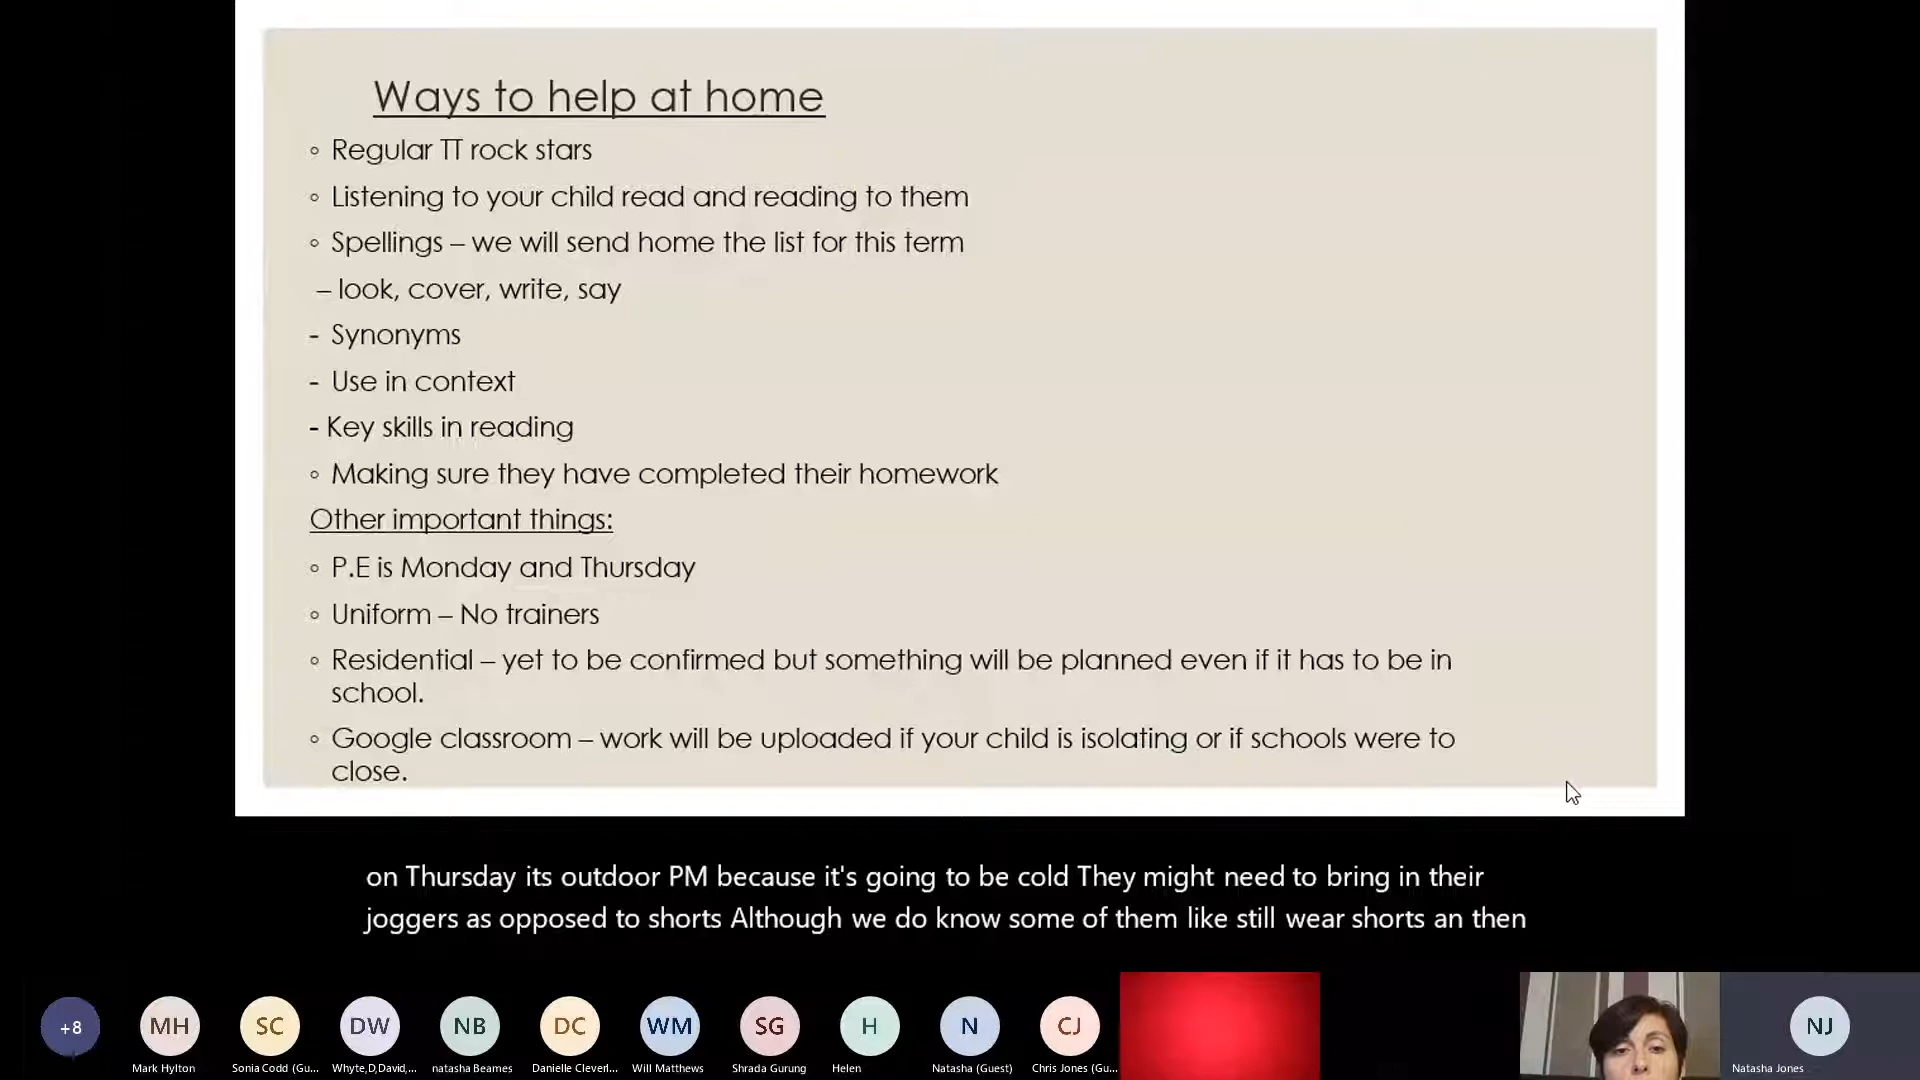 Ways to help at home
◦ Regular TT rock stars
◦ Listening to your child read and reading to them
◦ Spellings – we will send home the list for this term
– look, cover, write, say
- Synonyms
- Use in context
- Key skills in reading
◦ Making sure they have completed their homework
Other important things:
◦ P.E is Monday and Thursday
◦ Uniform – No trainers
◦ Residential – yet to be confirmed but something will be planned even if it has to be in
school.
◦ Google classroom – work will be uploaded if your child is isolating or if schools were to
close.
on Thursday its outdoor PM because it's going to be cold They might need to bring in their
joggers as opposed to shorts Although we do know some of them like still wear shorts an then
+8 MH SC DW NB DC WM SG H N CJ NJ
Mark Hylton Sonia Codd (Gu... Whyte,D,David,... natasha Beames Danielle Cleverl... Will Matthews Shrada Gurung Helen Natasha (Guest) Chris Jones (Gu... Natasha Jones